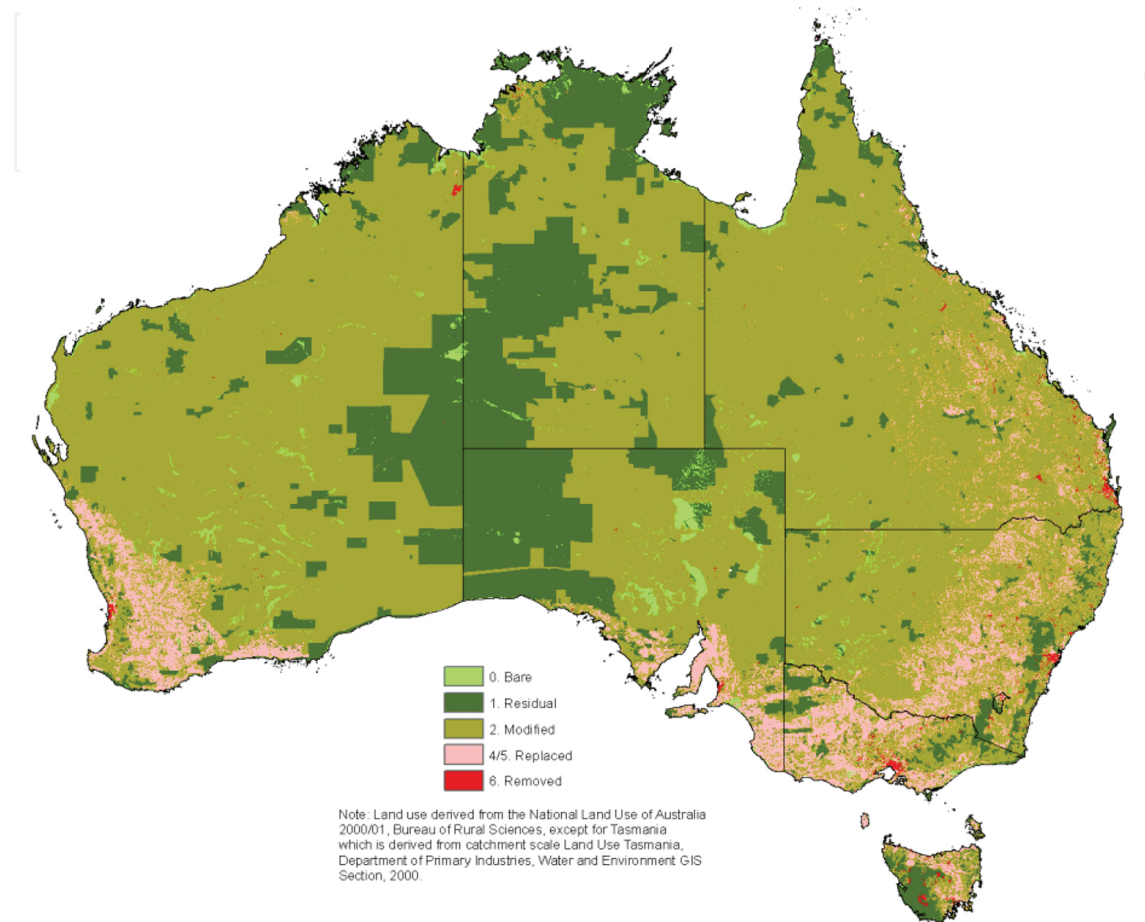 0. Bare
1. Residual
2. Modified
4/5. Replaced
6. Removed
Note: Land use derived from the National Land Use of Australia
2000/01, Bureau of Rural Sciences, except for Tasmania
which is derived from catchment scale Land Use Tasmania,
Department of Primary Industries, Water and Environment GIS
Section, 2000.